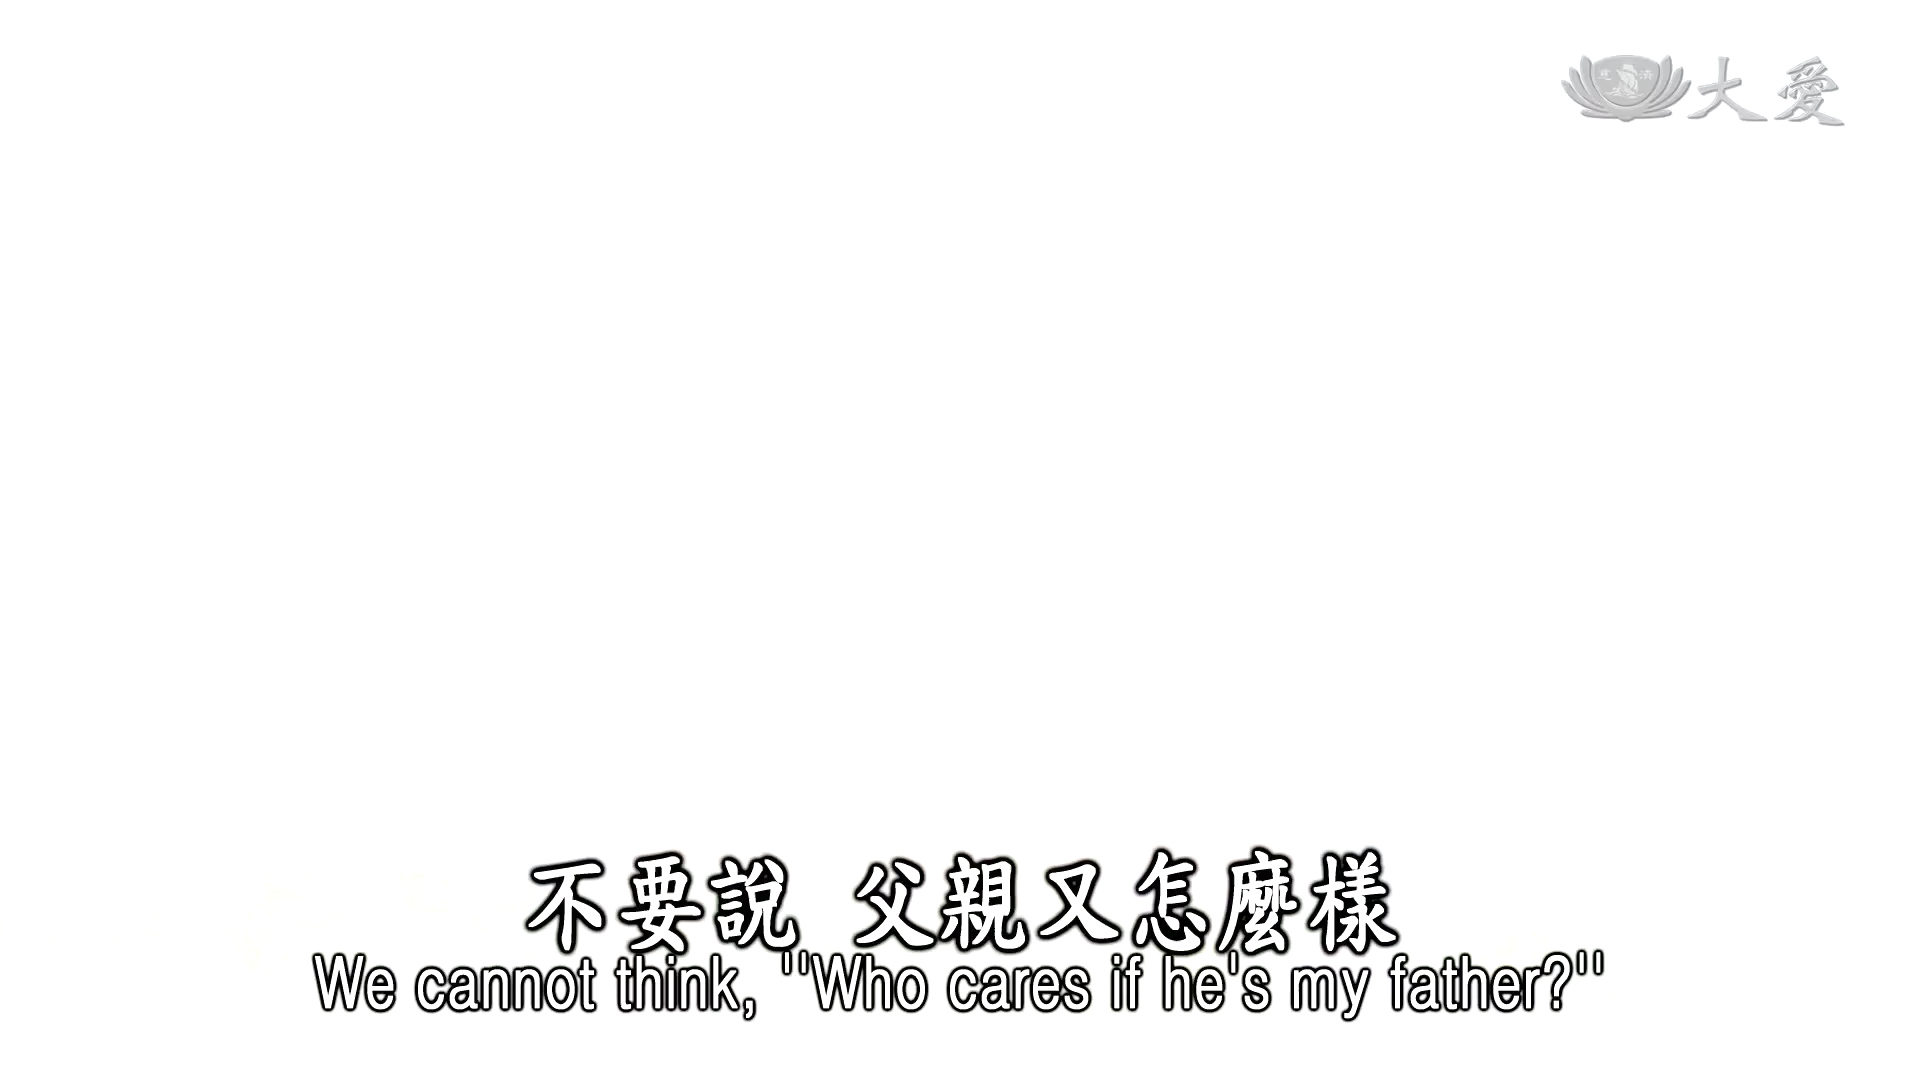 大愛
不要說 父親又怎麼樣
We cannot think, "Who cares if he's my father?"